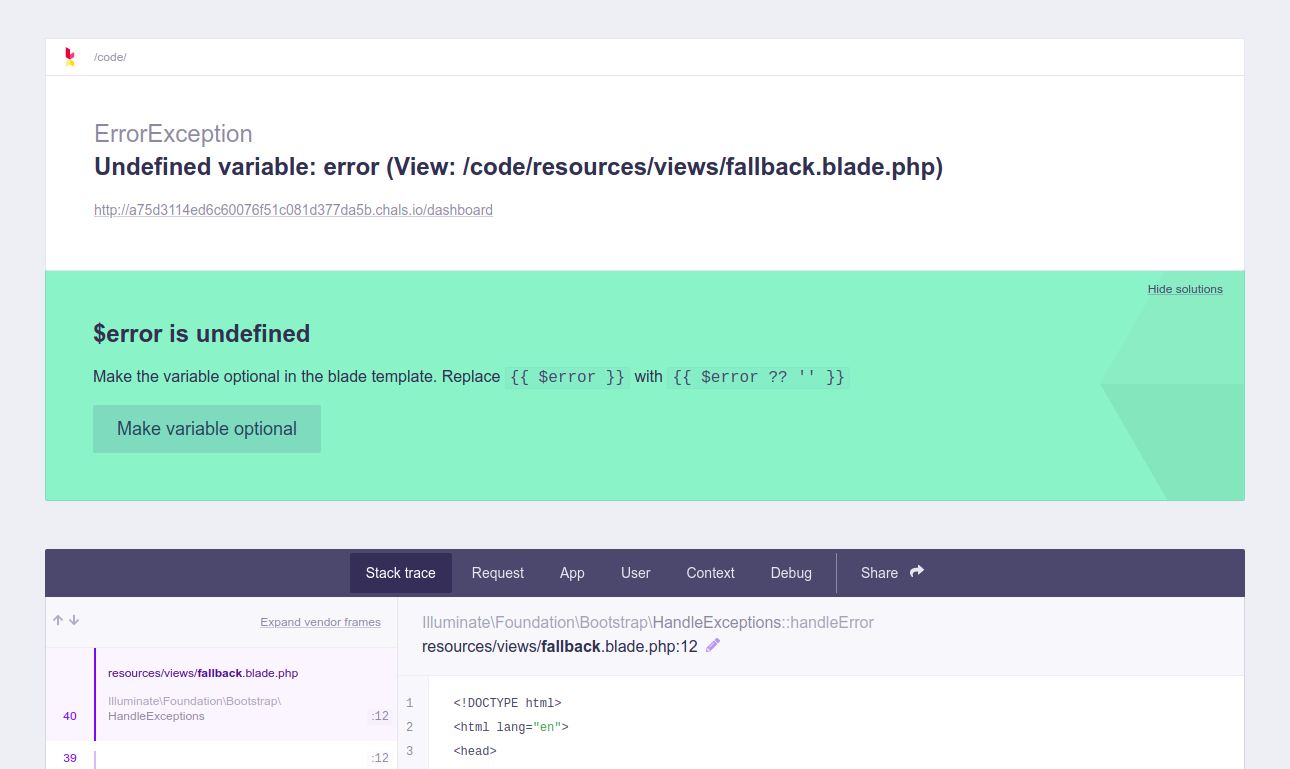 /code/
ErrorException
Undefined variable: error (View: /code/resources/views/fallback.blade.php)
http://a75d3114ed6c60076f51c081d377da5b.chals.io/dashboard
Hide solutions
$error is undefined
Make the variable optional in the blade template. Replace {{ $error }} with {{ $error ?? '' }}
Make variable optional
Stack trace Request App User Context Debug Share
Expand vendor frames
Illuminate\Foundation\Bootstrap\HandleExceptions::handleError
resources/views/fallback.blade.php:12
resources/views/fallback.blade.php
Illuminate\Foundation\Bootstrap\
40 HandleExceptions :12
39 :12
1 <!DOCTYPE html>
2 <html lang="en">
3 <head>